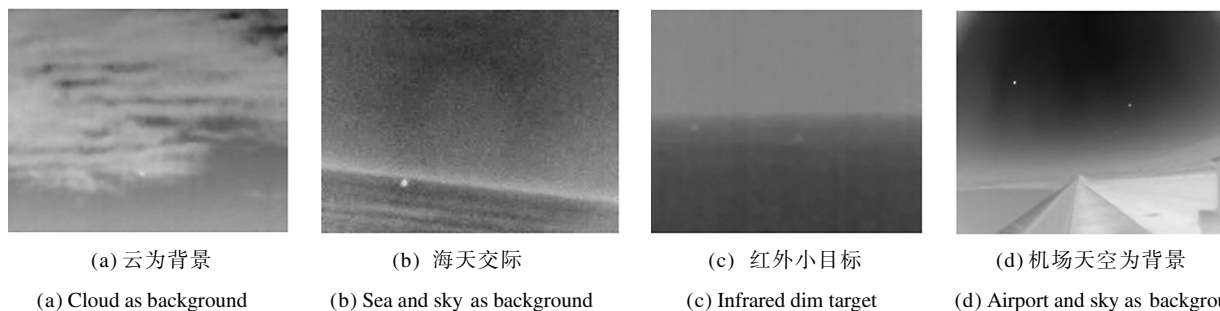 (a) 云为背景
(b) 海天交际
(c) 红外小目标
(d) 机场天空为背景
(a) Cloud as background
(b) Sea and sky as background
(c) Infrared dim target
(d) Airport and sky as